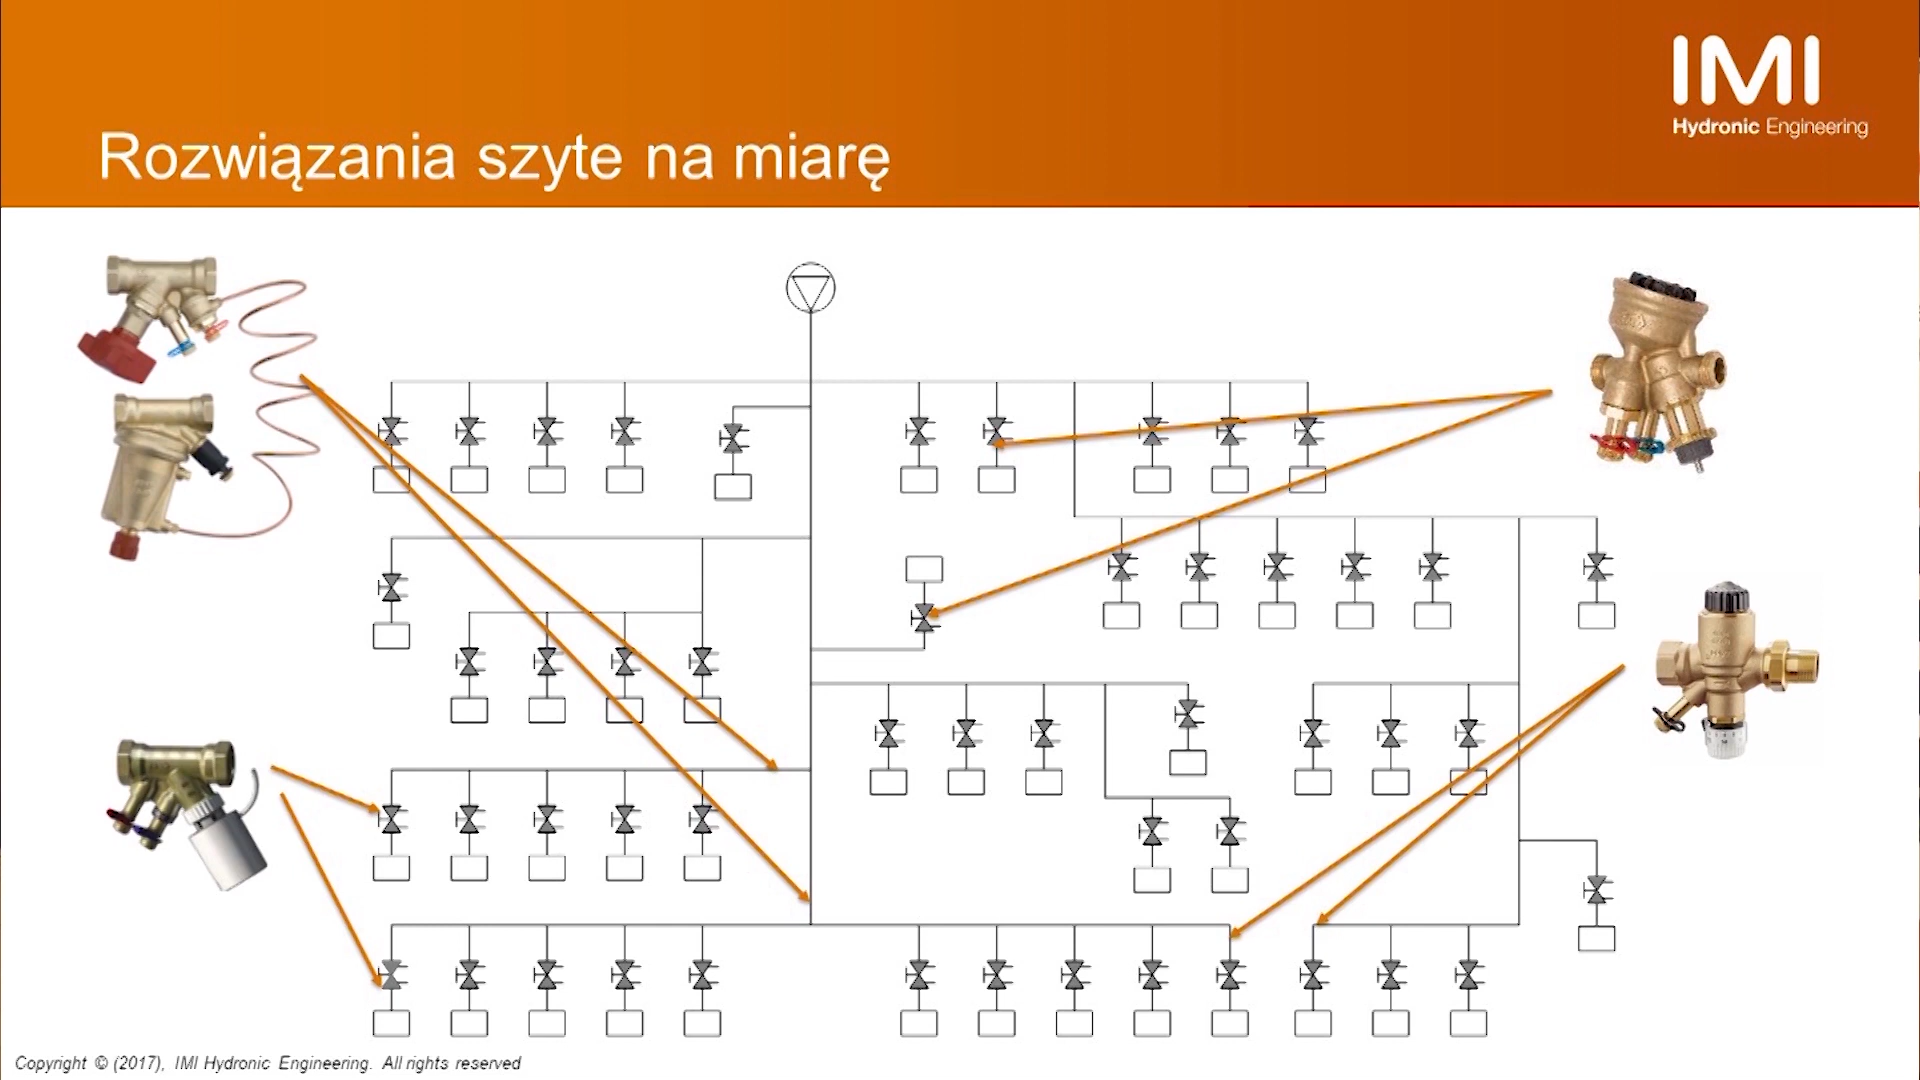 IMI
Hydronic Engineering
Rozwiązania szyte na miarę
Copyright © (2017), IMI Hydronic Engineering. All rights reserved